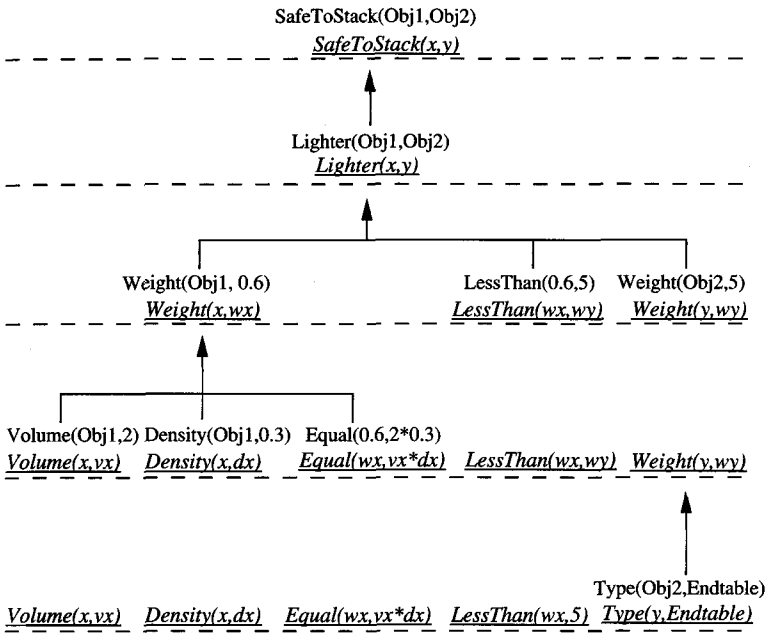 SafeToStack(Obj1,Obj2)
SafeToStack(x,y)
Lighter(Obj1,Obj2)
Lighter(x,y)
Weight(Obj1, 0.6) LessThan(0.6,5) Weight(Obj2,5)
Weight(x,wx) LessThan(wx,wy) Weight(y,wy)
Volume(Obj1,2) Density(Obj1,0.3) Equal(0.6,2*0.3)
Volume(x,vx) Density(x,dx) Equal(wx,vx*dx) LessThan(wx,wy) Weight(y,wy)
Type(Obj2,Endtable)
Volume(x,vx) Density(x,dx) Equal(wx,vx*dx) LessThan(wx,5) Type(y,Endtable)